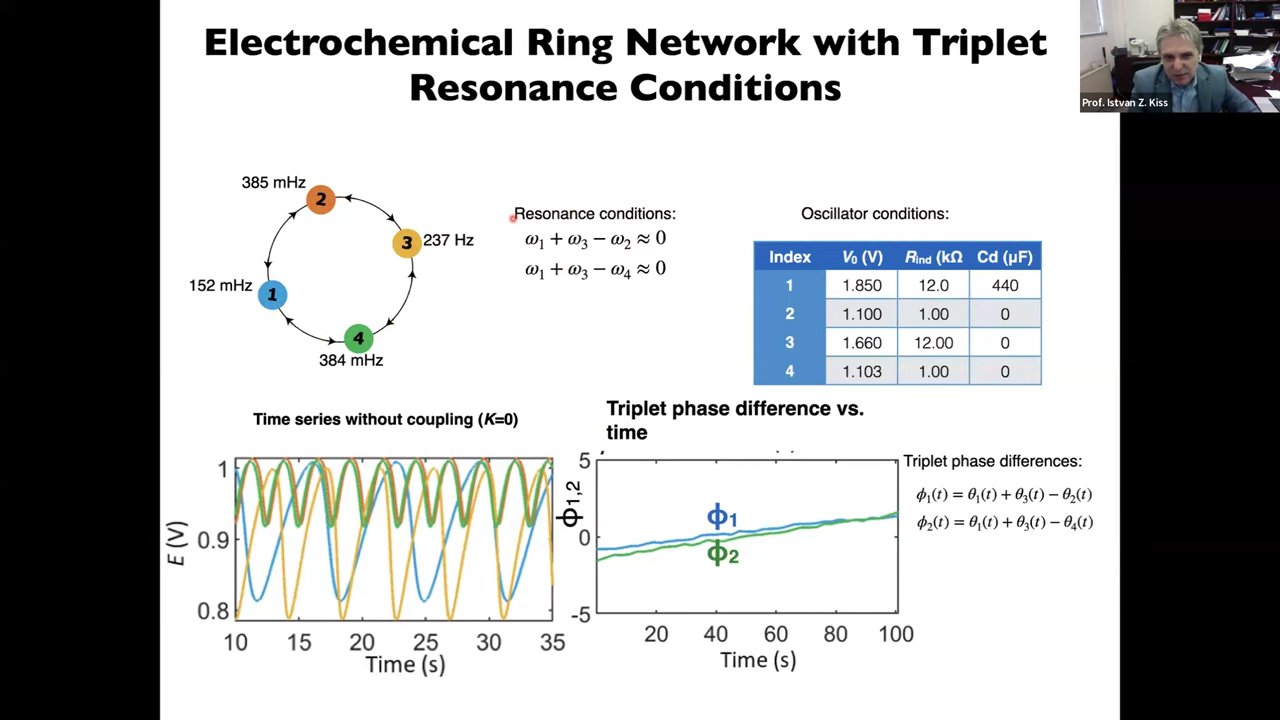 Electrochemical Ring Network with Triplet
Resonance Conditions
Prof. Istvan Z. Kiss
385 mHz
2
3
237 Hz
152 mHz
1
4
384 mHz
Resonance conditions:
ω₁ + ω₃ − ω₂ ≈ 0
ω₁ + ω₃ − ω₄ ≈ 0
Oscillator conditions:
Index V₀ (V) Rind (kΩ Cd (µF)
1 1.850 12.0 440
2 1.100 1.00 0
3 1.660 12.00 0
4 1.103 1.00 0
Time series without coupling (K=0)
1
0.9
0.8
E (V)
10 15 20 25 30 35
Time (s)
Triplet phase difference vs.
time
5
0
-5
ϕ1,2
ϕ1
ϕ2
20 40 60 80 100
Time (s)
Triplet phase differences:
ϕ₁(t) = θ₁(t) + θ₃(t) − θ₂(t)
ϕ₂(t) = θ₁(t) + θ₃(t) − θ₄(t)